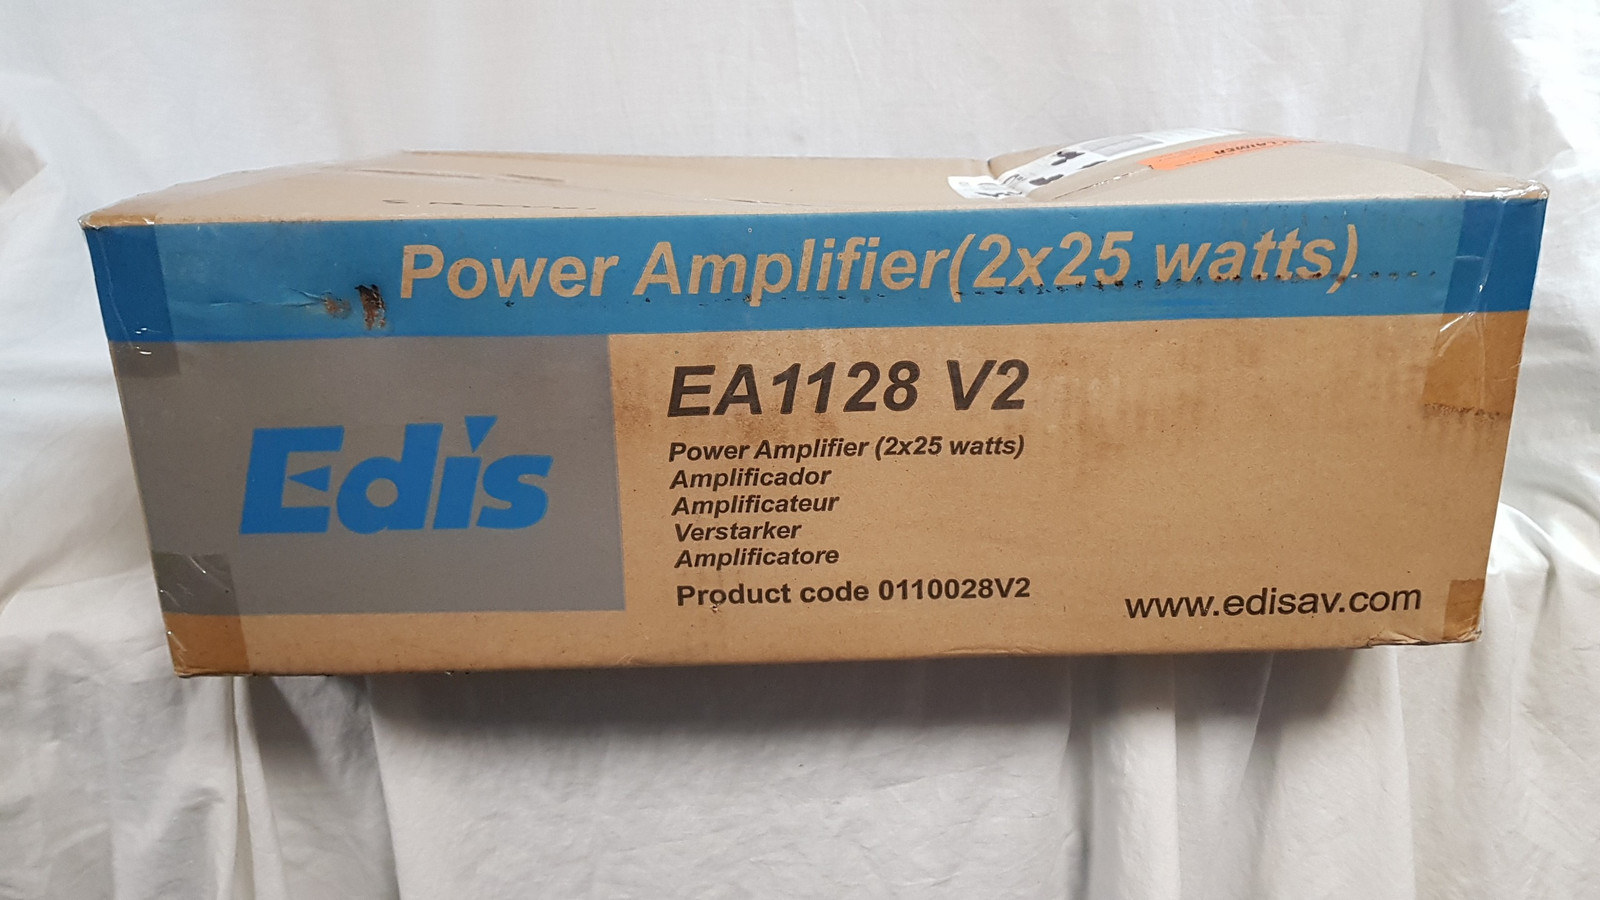 Power Amplifier(2x25 watts)
Edis
EA1128 V2
Power Amplifier (2x25 watts)
Amplificador
Amplificateur
Verstarker
Amplificatore
Product code 0110028V2
www.edisav.com